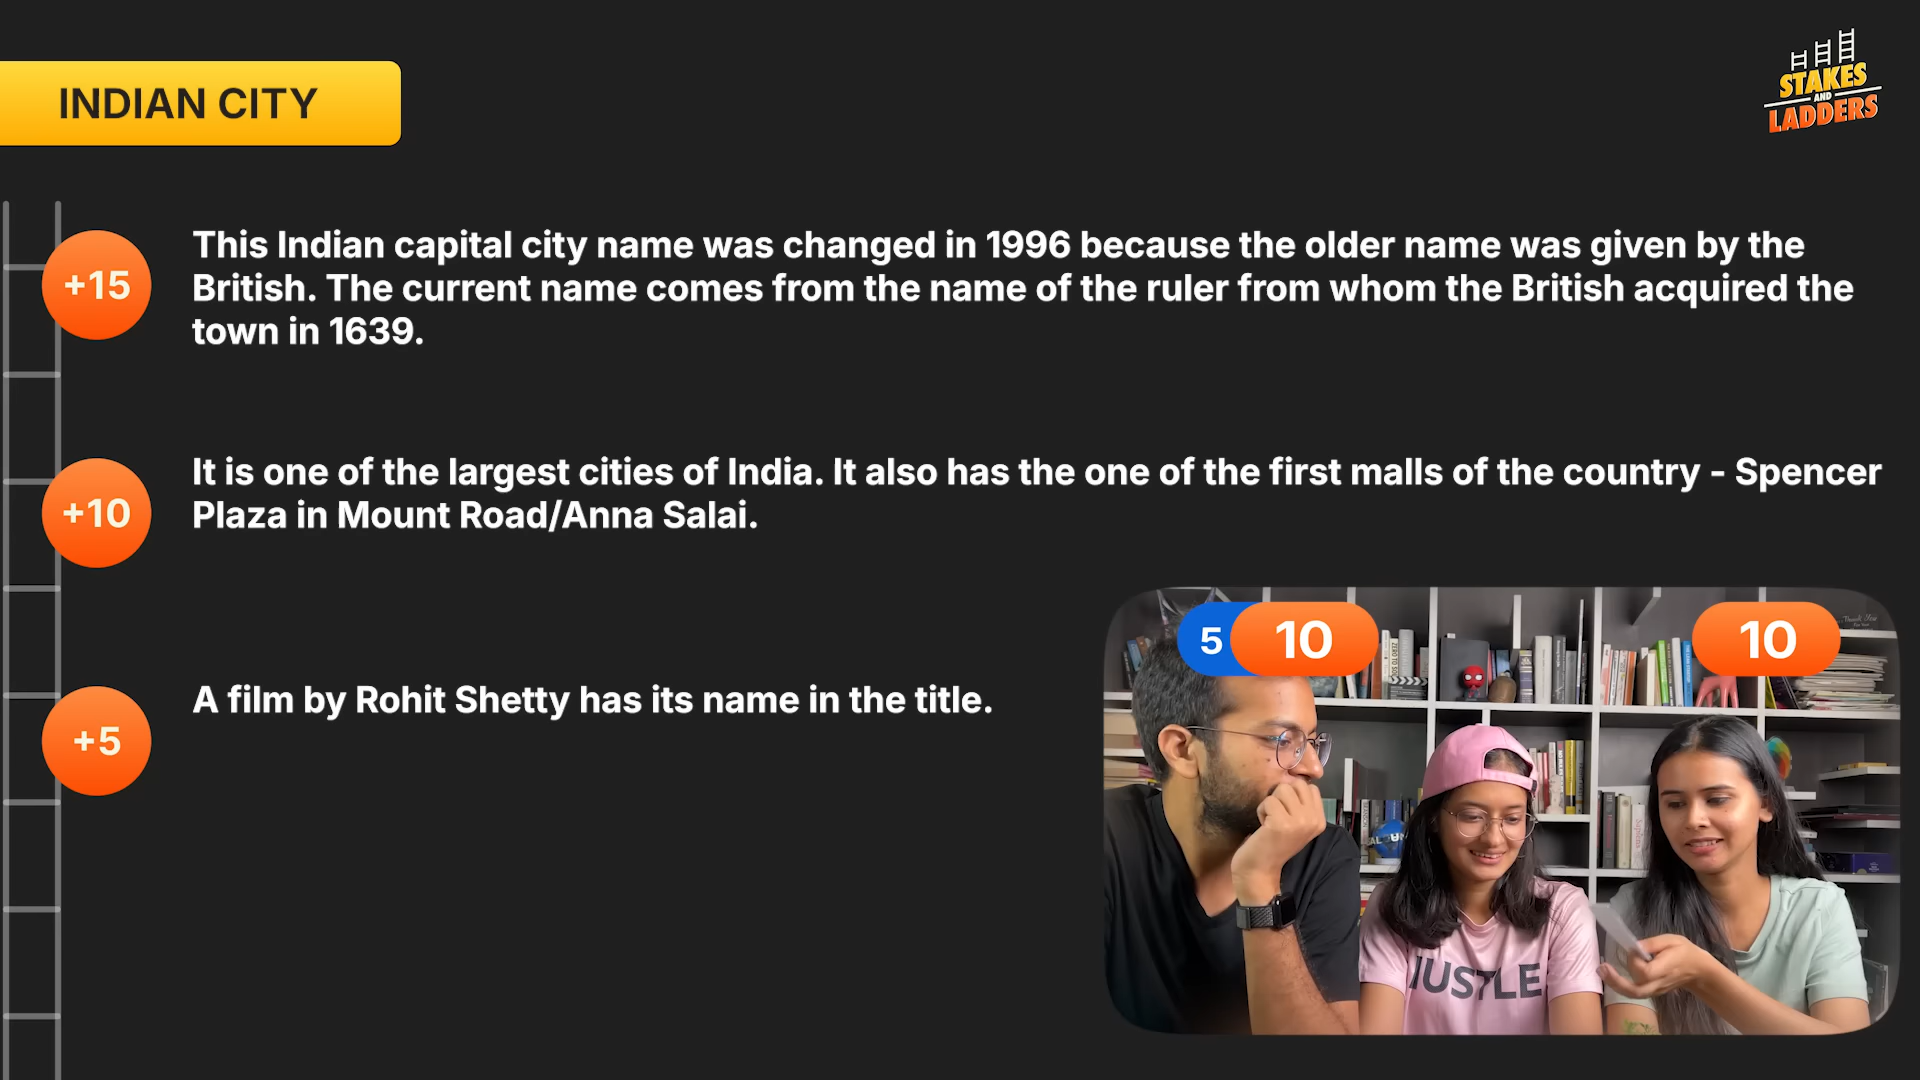 INDIAN CITY
STAKES
AND
LADDERS
+15
This Indian capital city name was changed in 1996 because the older name was given by the
British. The current name comes from the name of the ruler from whom the British acquired the
town in 1639.
+10
It is one of the largest cities of India. It also has the one of the first malls of the country - Spencer
Plaza in Mount Road/Anna Salai.
+5
A film by Rohit Shetty has its name in the title.
5
10
10
HUSTLE